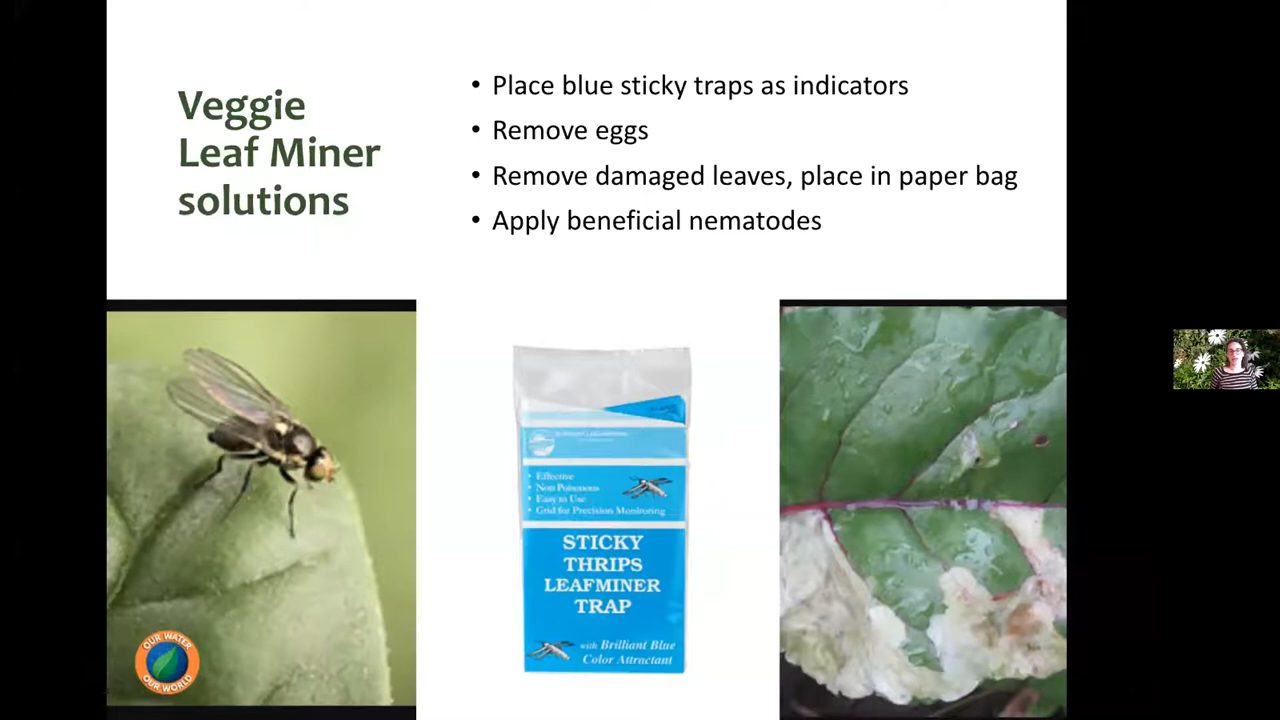 Veggie
Leaf Miner
solutions
• Place blue sticky traps as indicators
• Remove eggs
• Remove damaged leaves, place in paper bag
• Apply beneficial nematodes
• Effective
• Non Poisonous
• Easy to Use
• Grid for Precision Monitoring
STICKY
THRIPS
LEAFMINER
TRAP
with Brilliant Blue
Color Attractant
OUR WATER
OUR WORLD